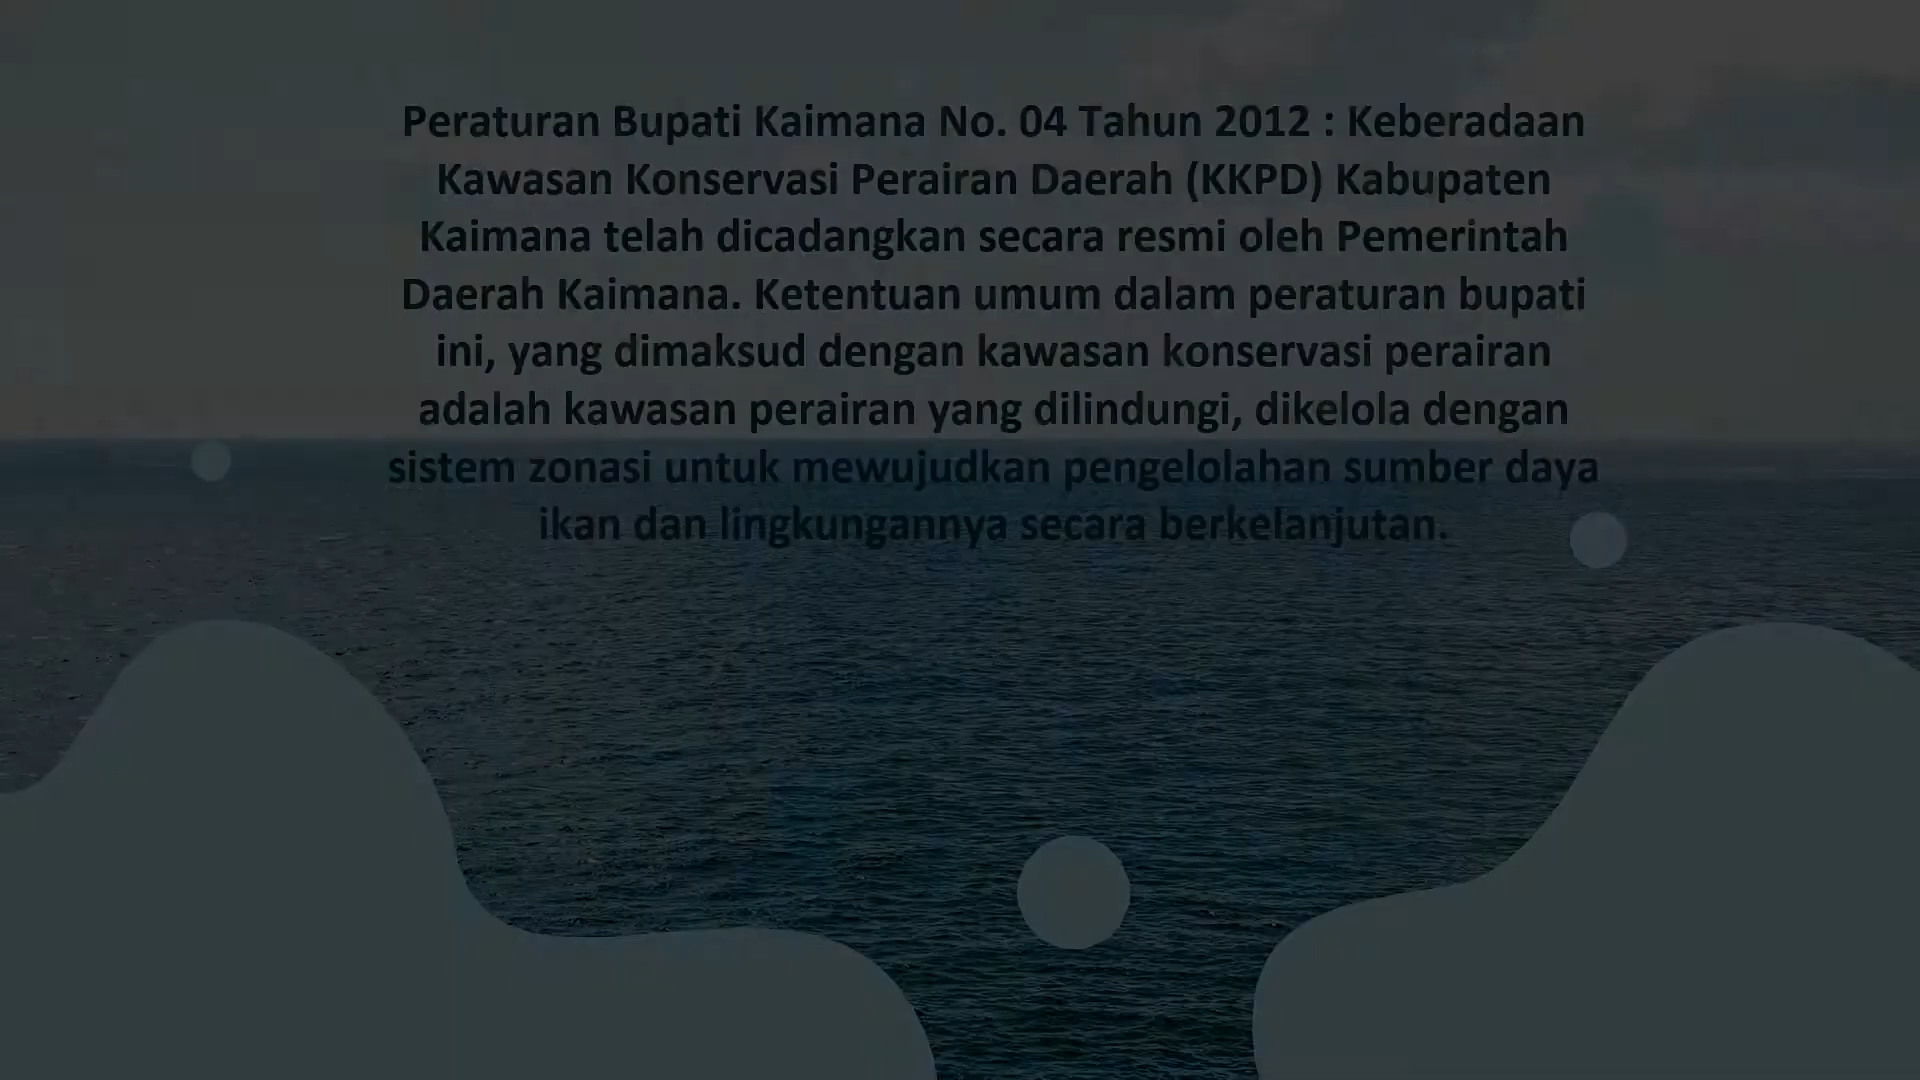 Peraturan Bupati Kaimana No. 04 Tahun 2012 : Keberadaan
Kawasan Konservasi Perairan Daerah (KKPD) Kabupaten
Kaimana telah dicadangkan secara resmi oleh Pemerintah
Daerah Kaimana. Ketentuan umum dalam peraturan bupati
ini, yang dimaksud dengan kawasan konservasi perairan
adalah kawasan perairan yang dilindungi, dikelola dengan
sistem zonasi untuk mewujudkan pengelolahan sumber daya
ikan dan lingkungannya secara berkelanjutan.